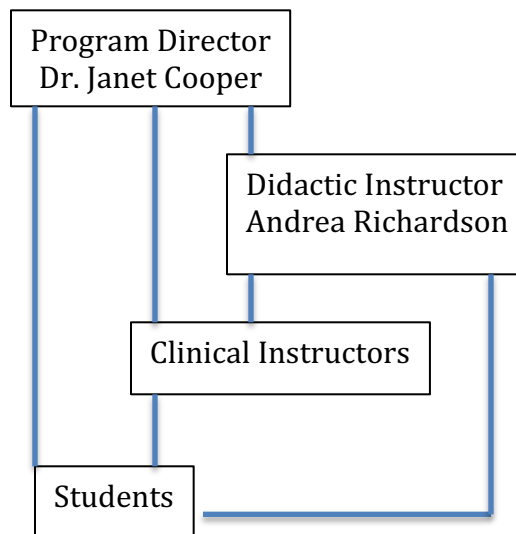 Program Director
Dr. Janet Cooper
Didactic Instructor
Andrea Richardson
Clinical Instructors
Students